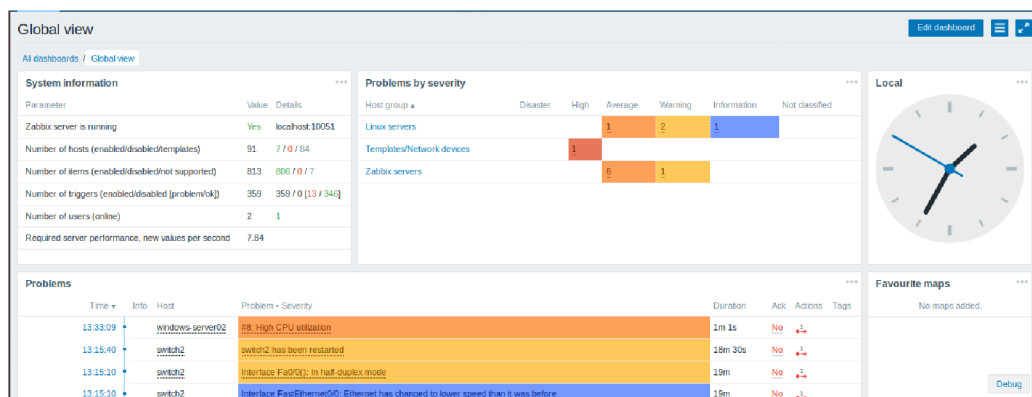 Global view
Edit dashboard
All dashboards / Global view
System information
Parameter Value Details
Zabbix server is running Yes localhost:10051
Number of hosts (enabled/disabled/templates) 91 7 / 0 / 84
Number of items (enabled/disabled/not supported) 813 806 / 0 / 7
Number of triggers (enabled/disabled [problem/ok]) 359 359 / 0 [13 / 346]
Number of users (online) 2 1
Required server performance, new values per second 7.84
Problems by severity
Host group Disaster High Average Warning Information Not classified
Linux servers 1 2 1
Templates/Network devices 1
Zabbix servers 6 1
Local
Problems
Time Info Host Problem • Severity Duration Ack Actions Tags
13:33:09 windows-server02 #8: High CPU utilization 1m 1s No 1
13:15:40 switch2 switch2 has been restarted 18m 30s No 1
13:15:10 switch2 Interface Fa0/0(): In half-duplex mode 19m No 1
13:15:10 switch2 Interface FastEthernet0/0: Ethernet has changed to lower speed than it was before 19m No 1
Favourite maps
No maps added.
Debug